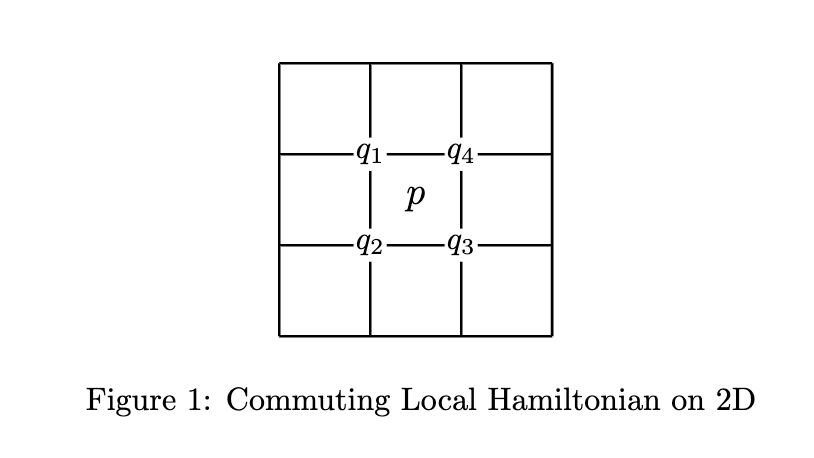 q₁ q₄
p
q₂ q₃
Figure 1: Commuting Local Hamiltonian on 2D